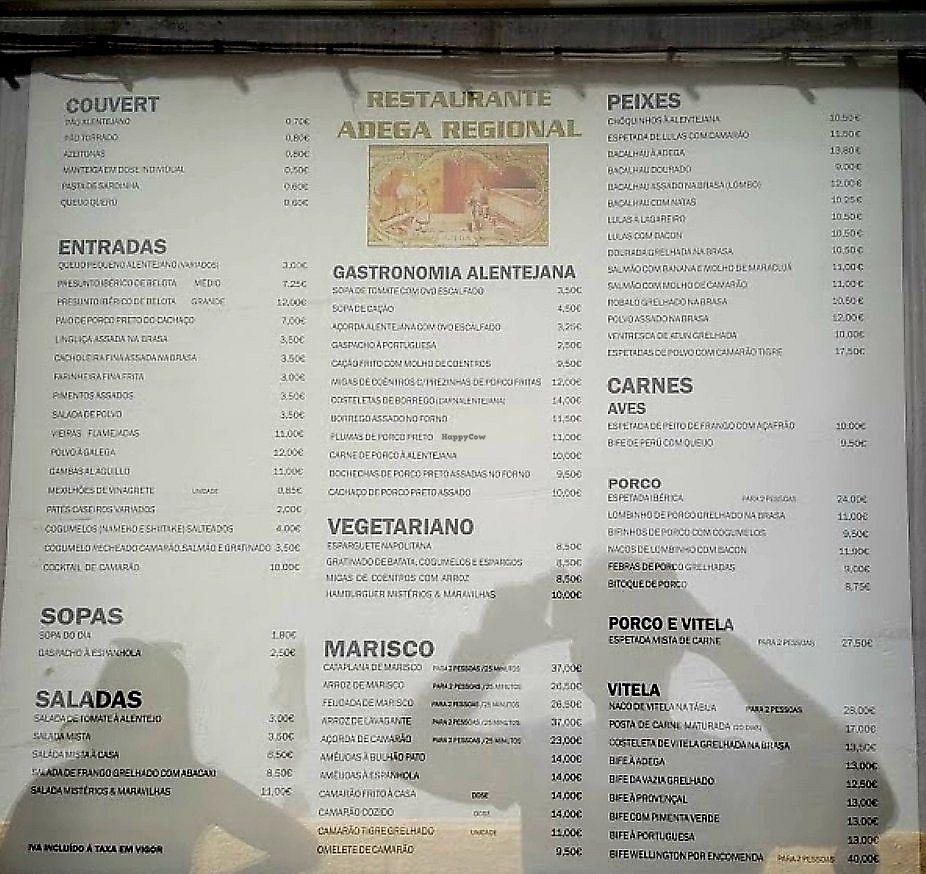 RESTAURANTE
ADEGA REGIONAL
COUVERT
PÃO ALENTEJANO 0,70€
PÃO TORRADO 0,80€
AZEITONAS 0,80€
MANTEIGA EM DOSE INDIVIDUAL 0,50€
PASTA DE SARDINHA 0,60€
QUEIJO QUERÚ 0,60€
ENTRADAS
QUEIJO PEQUENO ALENTEJANO (VARIADOS) 3,00€
PRESUNTO IBÉRICO DE BELOTA MÉDIO 7,25€
PRESUNTO IBÉRICO DE BELOTA GRANDE 12,00€
PAIO DE PORCO PRETO DO CACHAÇO 7,00€
LINGUIÇA ASSADA NA BRASA 3,50€
CACHOLEIRA FINA ASSADA NA BRASA 3,50€
FARINHEIRA FINA FRITA 3,00€
PIMENTOS ASSADOS 3,50€
SALADA DE POLVO 3,50€
VIEIRAS FLAMEJADAS 11,00€
POLVO À GALEGA 12,00€
GAMBAS AL AGUILLO 11,00€
MEXILHÕES DE VINAGRETE UNIDADE 0,85€
PATÉS CASEIROS VARIADOS 2,00€
COGUMELOS (NAMEKO E SHIITAKE) SALTEADOS 4,00€
COGUMELO RECHEADO CAMARÃO, SALMÃO E GRATINADO 3,50€
COCKTAIL DE CAMARÃO 10,00€
SOPAS
SOPA DO DIA 1,80€
GASPACHO À ESPANHOLA 2,50€
SALADAS
SALADA DE TOMATE À ALENTEJO 3,00€
SALADA MISTA 3,50€
SALADA MISTA À CASA 6,50€
SALADA DE FRANGO GRELHADO COM ABACAXI 8,50€
SALADA MISTÉRIOS & MARAVILHAS 11,00€
IVA INCLUÍDO À TAXA EM VIGOR
GASTRONOMIA ALENTEJANA
SOPA DE TOMATE COM OVO ESCALFADO 3,50€
SOPA DE CAÇÃO 4,50€
AÇORDA ALENTEJANA COM OVO ESCALFADO 3,25€
GASPACHO À PORTUGUESA 2,50€
CAÇÃO FRITO COM MOLHO DE COENTROS 9,50€
MIGAS DE COENTROS C/PREZINHAS DE PORCO FRITAS 12,00€
COSTELETAS DE BORREGO (CARNALENTEJANA) 14,00€
BORREGO ASSADO NO FORNO 11,50€
PLUMAS DE PORCO PRETO 11,00€
HappyCow
CARNE DE PORCO À ALENTEJANA 10,00€
BOCHECHAS DE PORCO PRETO ASSADAS NO FORNO 9,50€
CACHAÇO DE PORCO PRETO ASSADO 10,00€
VEGETARIANO
ESPARGUETE NAPOLITANA 8,50€
GRATINADO DE BATATA, COGUMELOS E ESPARGOS 8,50€
MIGAS DE COENTROS COM ARROZ 8,50€
HAMBURGUER MISTÉRIOS & MARAVILHAS 10,00€
MARISCO
CATAPLANA DE MARISCO PARA 2 PESSOAS /25 MINUTOS 37,00€
ARROZ DE MARISCO PARA 2 PESSOAS /25 MINUTOS 26,50€
FEIJOADA DE MARISCO PARA 2 PESSOAS /25 MINUTOS 26,50€
ARROZ DE LAVAGANTE PARA 2 PESSOAS /25 MINUTOS 37,00€
AÇORDA DE CAMARÃO PARA 2 PESSOAS /25 MINUTOS 23,00€
AMÊIJOAS À BULHÃO PATO 14,00€
AMÊIJOAS À ESPANHOLA 14,00€
CAMARÃO FRITO À CASA DOSE 14,00€
CAMARÃO COZIDO DOSE 14,00€
CAMARÃO TIGRE GRELHADO UNIDADE 11,00€
OMELETE DE CAMARÃO 9,50€
PEIXES
CHÔQUINHOS À ALENTEJANA 10,50€
ESPETADA DE LULAS COM CAMARÃO 11,50€
BACALHAU À ADEGA 13,80€
BACALHAU DOURADO 9,00€
BACALHAU ASSADO NA BRASA (LOMBO) 12,00€
BACALHAU COM NATAS 10,25€
LULAS À LAGAREIRO 10,50€
LULAS COM BACON 10,50€
DOURADA GRELHADA NA BRASA 10,50€
SALMÃO COM BANANA E MOLHO DE MARACUJÁ 11,00€
SALMÃO COM MOLHO DE CAMARÃO 11,00€
ROBALO GRELHADO NA BRASA 10,50€
POLVO ASSADO NA BRASA 12,00€
VENTRESCA DE ATUN GRELHADA 10,00€
ESPETADAS DE POLVO COM CAMARÃO TIGRE 17,50€
CARNES
AVES
ESPETADA DE PEITO DE FRANGO COM AÇAFRÃO 10,00€
BIFE DE PERÚ COM QUEIJO 9,50€
PORCO
ESPETADA IBÉRICA PARA 2 PESSOAS 24,00€
LOMBINHO DE PORCO GRELHADO NA BRASA 11,00€
BIFINHOS DE PORCO COM COGUMELOS 9,50€
NACOS DE LOMBINHO COM BACON 11,90€
FEBRAS DE PORCO GRELHADAS 9,00€
BITOQUE DE PORCO 8,75€
PORCO E VITELA
ESPETADA MISTA DE CARNE PARA 2 PESSOAS 27,50€
VITELA
NACO DE VITELA NA TÁBUA PARA 2 PESSOAS 28,00€
POSTA DE CARNE MATURADA (20 DIAS) 17,00€
COSTELETA DE VITELA GRELHADA NA BRASA 13,50€
BIFE À ADEGA 13,00€
BIFE DA VAZIA GRELHADO 12,50€
BIFE À PROVENÇAL 13,00€
BIFE COM PIMENTA VERDE 13,00€
BIFE À PORTUGUESA 13,00€
BIFE WELLINGTON POR ENCOMENDA PARA 2 PESSOAS 40,00€